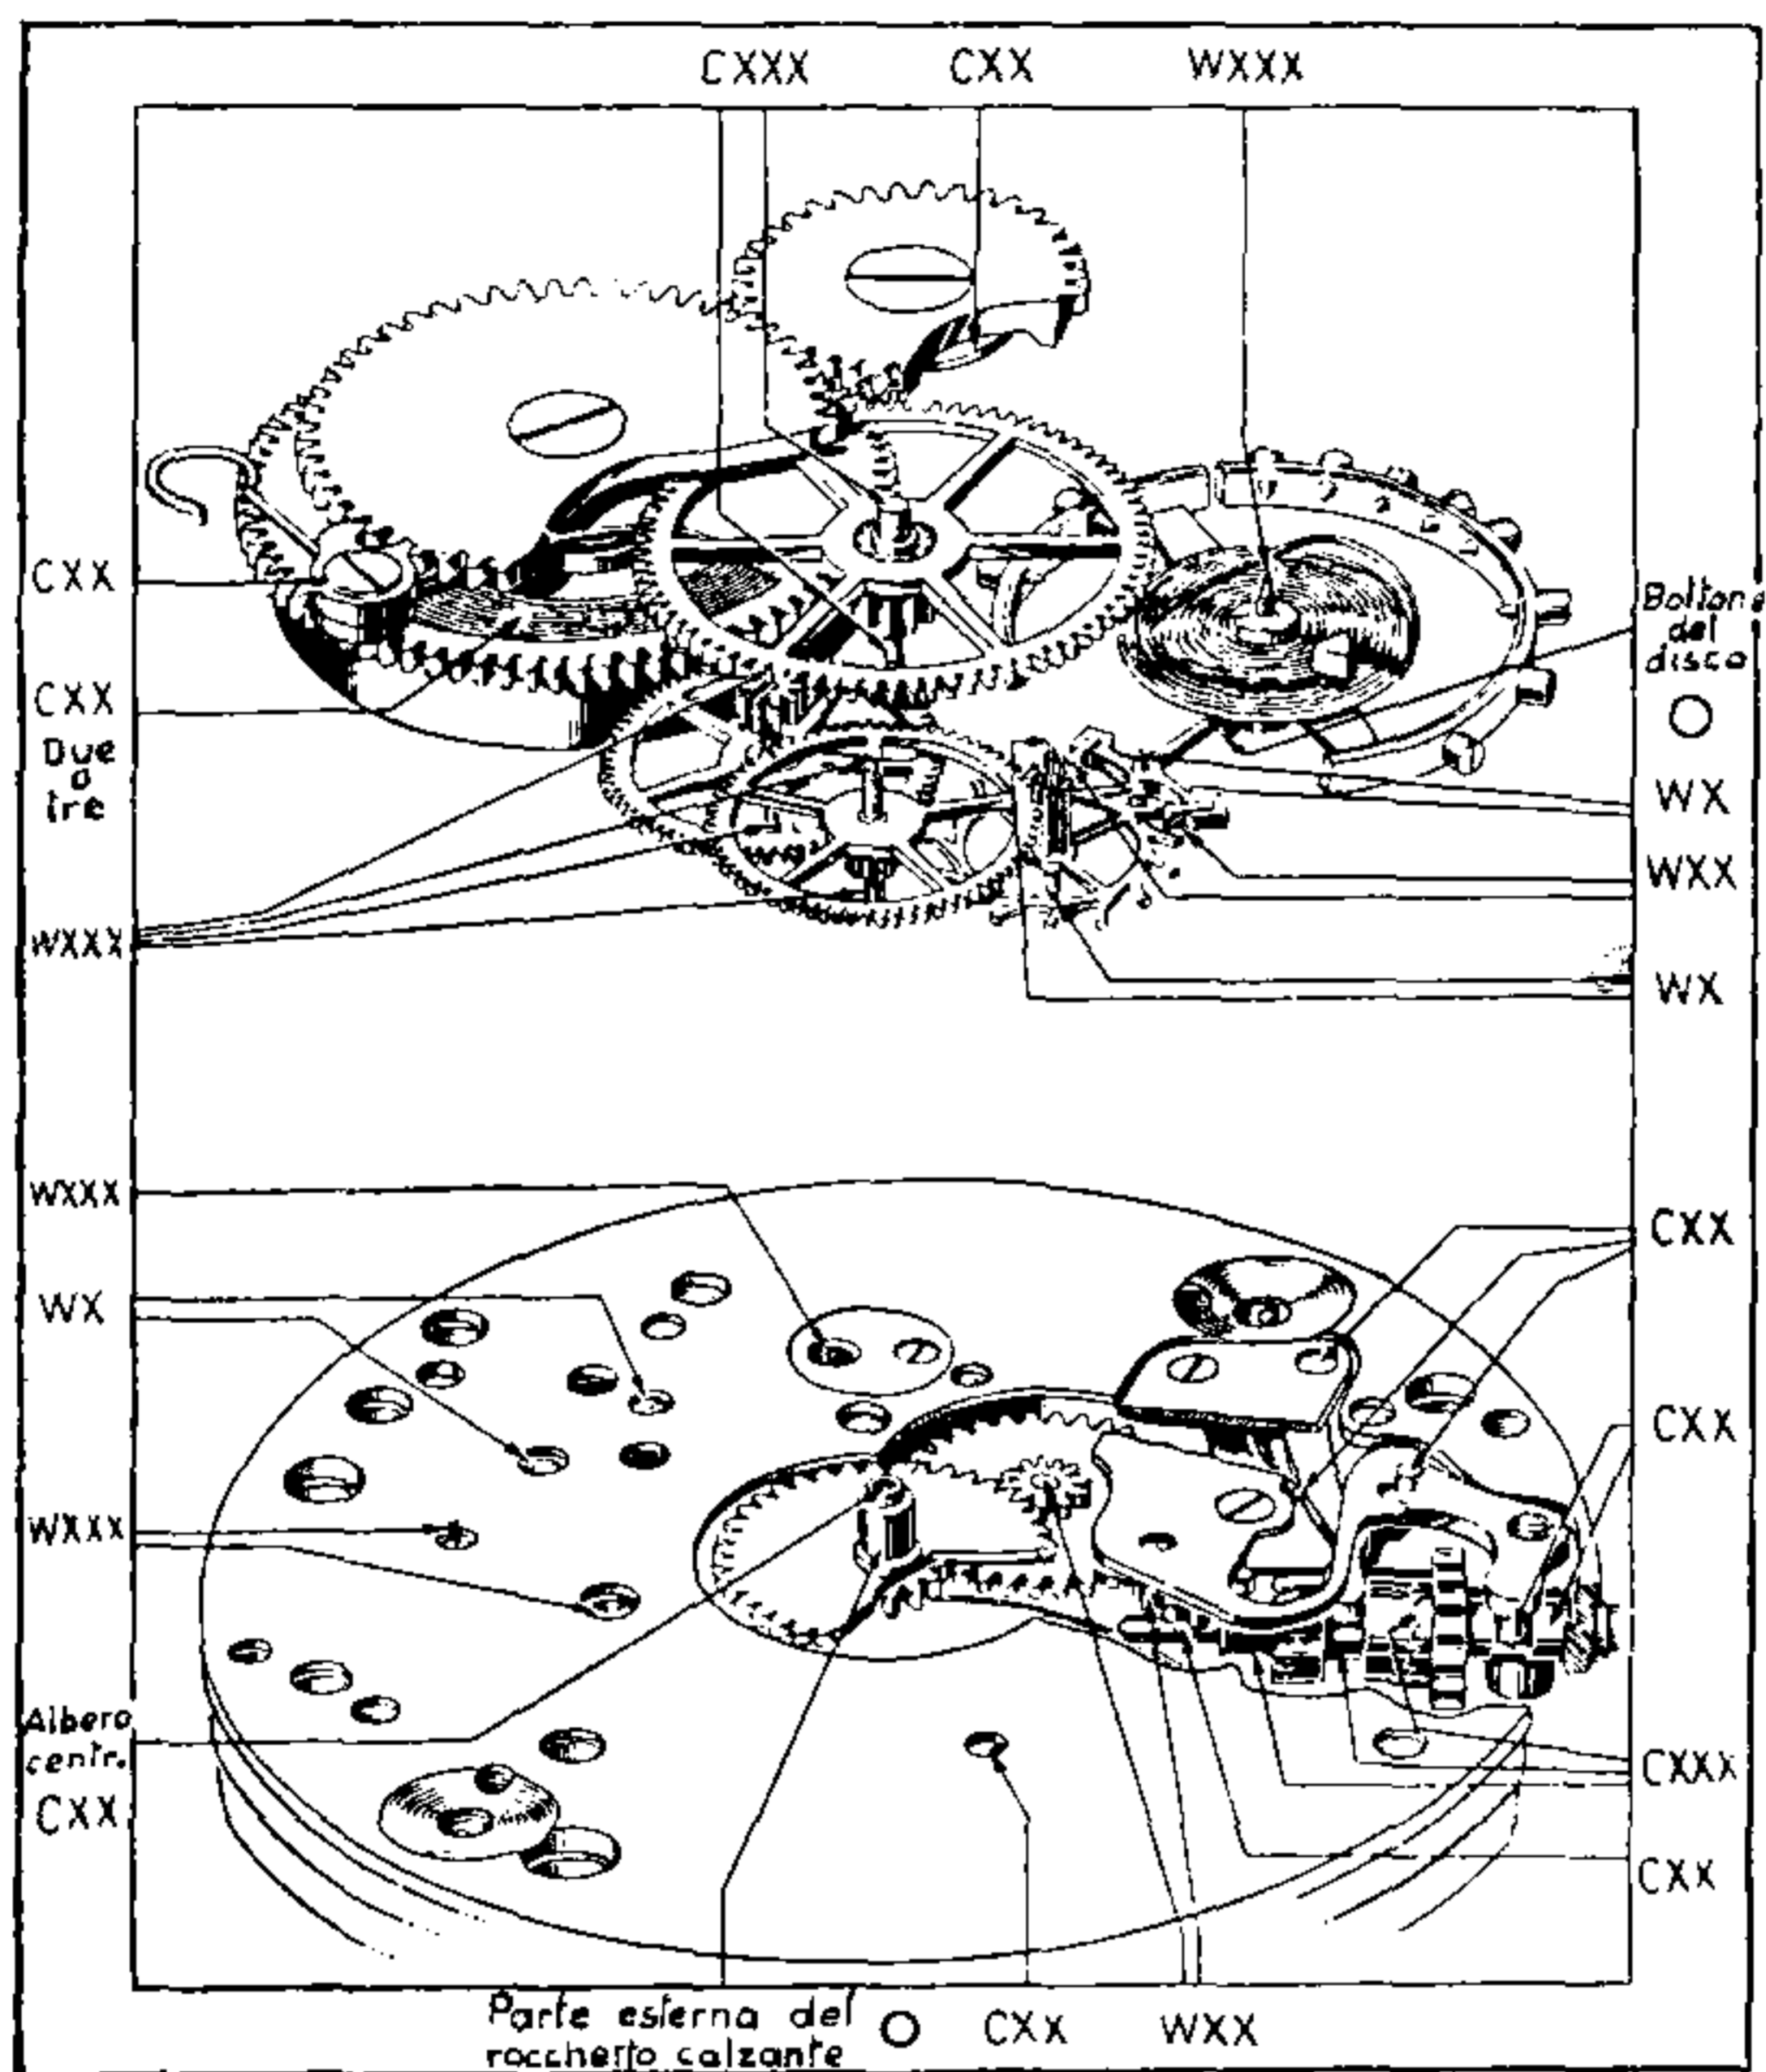 CXXX CXX WXXX
CXX
Bottone
del
disco
O
CXX
Due
o
tre
WX
WXX
WXXX
WX
WXXX
CXX
WX
CXX
WXXX
Albero
centr.
CXX
CXXX
CXX
Parte esterna del
roccherto calzante
O CXX WXX